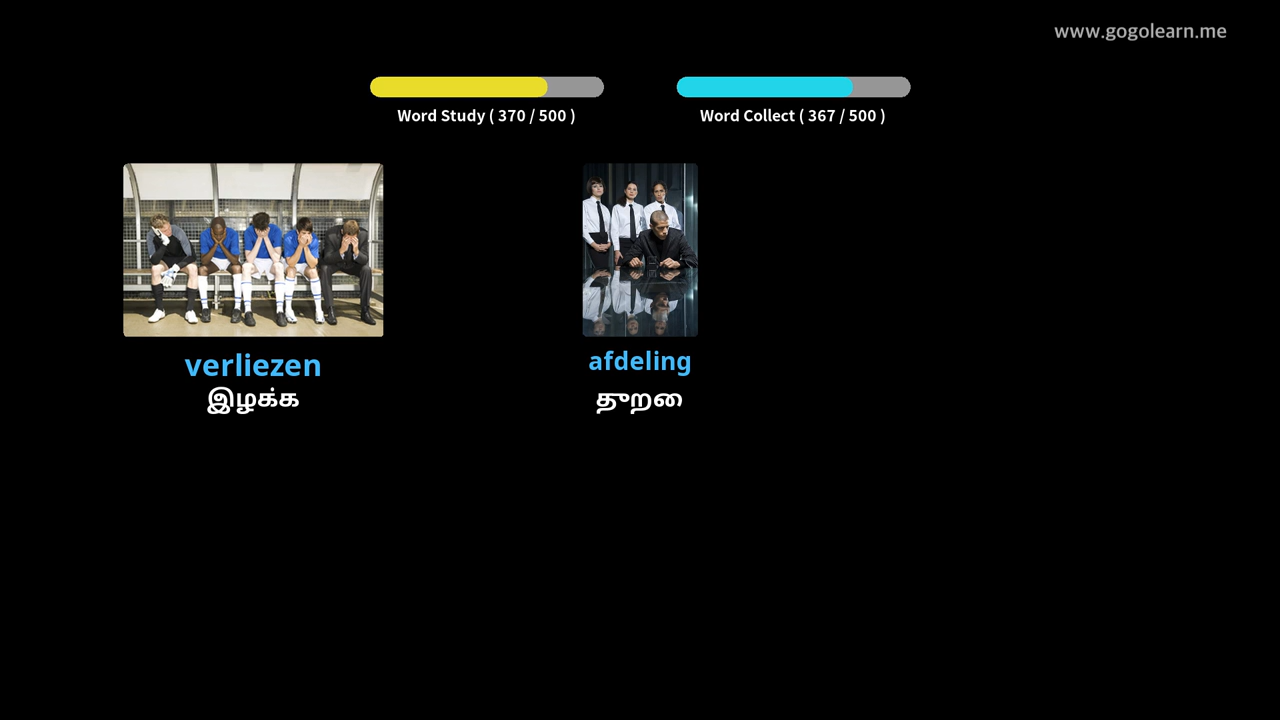 www.gogolearn.me
Word Study ( 370 / 500 )
Word Collect ( 367 / 500 )
verliezen
இழக்க
afdeling
துறை